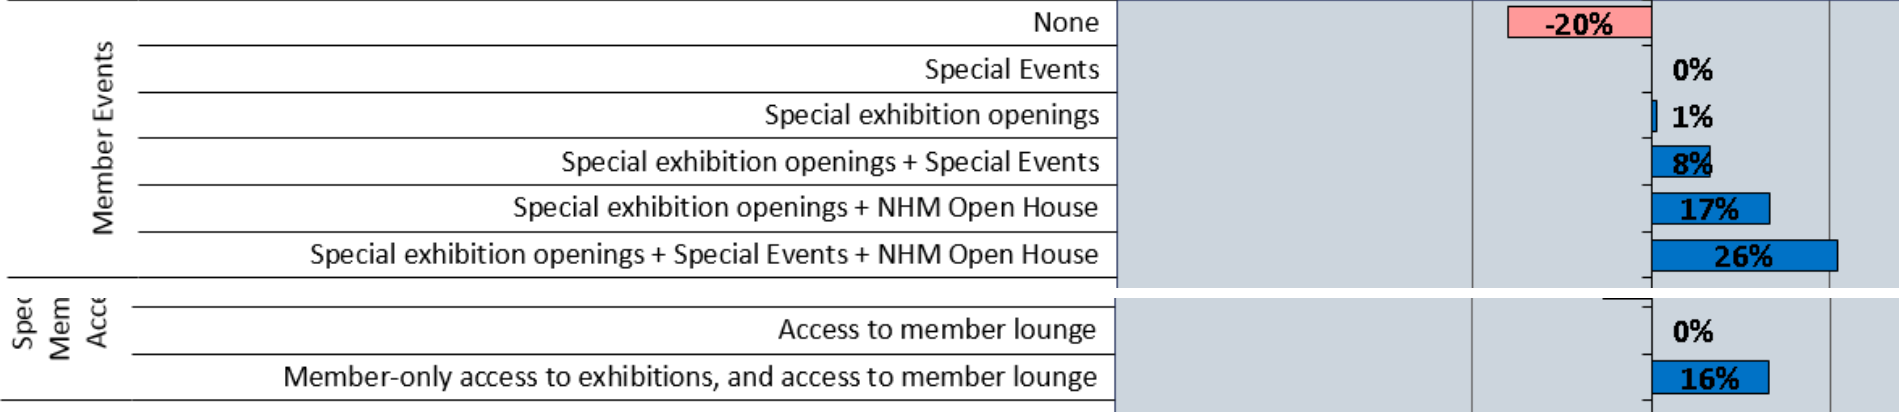 Member Events
None -20%
Special Events 0%
Special exhibition openings 1%
Special exhibition openings + Special Events 8%
Special exhibition openings + NHM Open House 17%
Special exhibition openings + Special Events + NHM Open House 26%
Access to member lounge 0%
Member-only access to exhibitions, and access to member lounge 16%